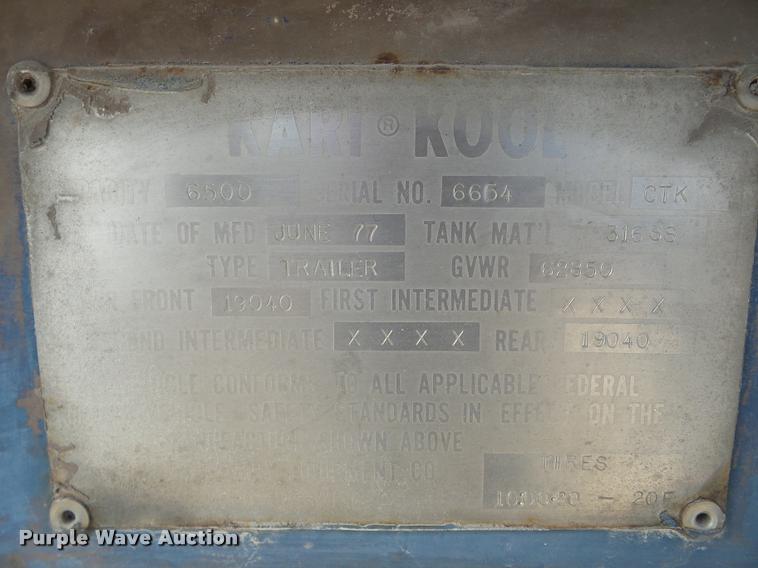 KARI ® KOOL
6500 SERIAL NO. 6654 MODEL CTK
DATE OF MFD JUNE 77 TANK MAT'L 316 SS
TYPE TRAILER GVWR
FRONT 19040 FIRST INTERMEDIATE X X X X
INTERMEDIATE X X X X REAR 19040
CONFORMS TO ALL APPLICABLE FEDERAL
SAFETY STANDARDS IN EFFECT ON THE
SHOWN ABOVE
CO
TIRES
- 20F
Purple Wave Auction